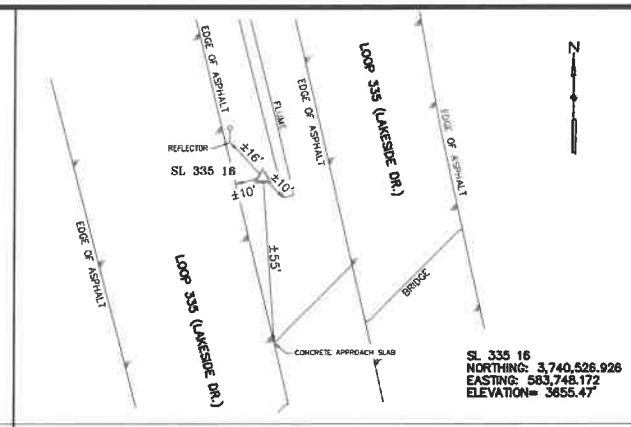 EDGE OF ASPHALT
FLUME
LOOP 335 (LAKESIDE DR.)
N
EDGE OF ASPHALT
EDGE OF ASPHALT
REFLECTOR
±16'
SL 335 16
±10'
±10'
EDGE OF ASPHALT
±55'
LOOP 335 (LAKESIDE DR.)
BRIDGE
CONCRETE APPROACH SLAB
SL 335 16
NORTHING: 3,740,526.926
EASTING: 583,748.172
ELEVATION= 3655.47'